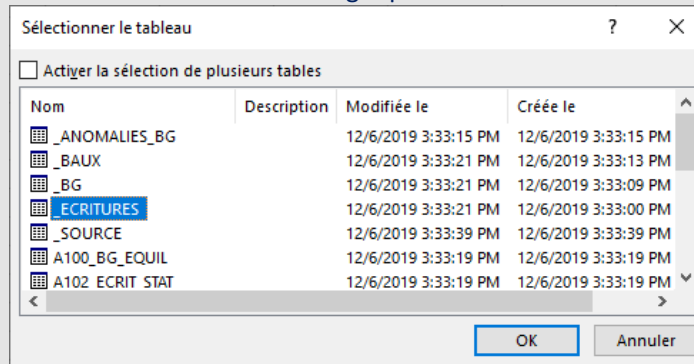 Sélectionner le tableau ? ×
Activer la sélection de plusieurs tables
Nom Description Modifiée le Créée le
_ANOMALIES_BG 12/6/2019 3:33:15 PM 12/6/2019 3:33:15 PM
_BAUX 12/6/2019 3:33:21 PM 12/6/2019 3:33:13 PM
_BG 12/6/2019 3:33:21 PM 12/6/2019 3:33:09 PM
_ECRITURES 12/6/2019 3:33:21 PM 12/6/2019 3:33:00 PM
_SOURCE 12/6/2019 3:33:39 PM 12/6/2019 3:33:39 PM
A100_BG_EQUIL 12/6/2019 3:33:19 PM 12/6/2019 3:33:19 PM
A102_ECRIT_STAT 12/6/2019 3:33:19 PM 12/6/2019 3:33:19 PM
OK Annuler